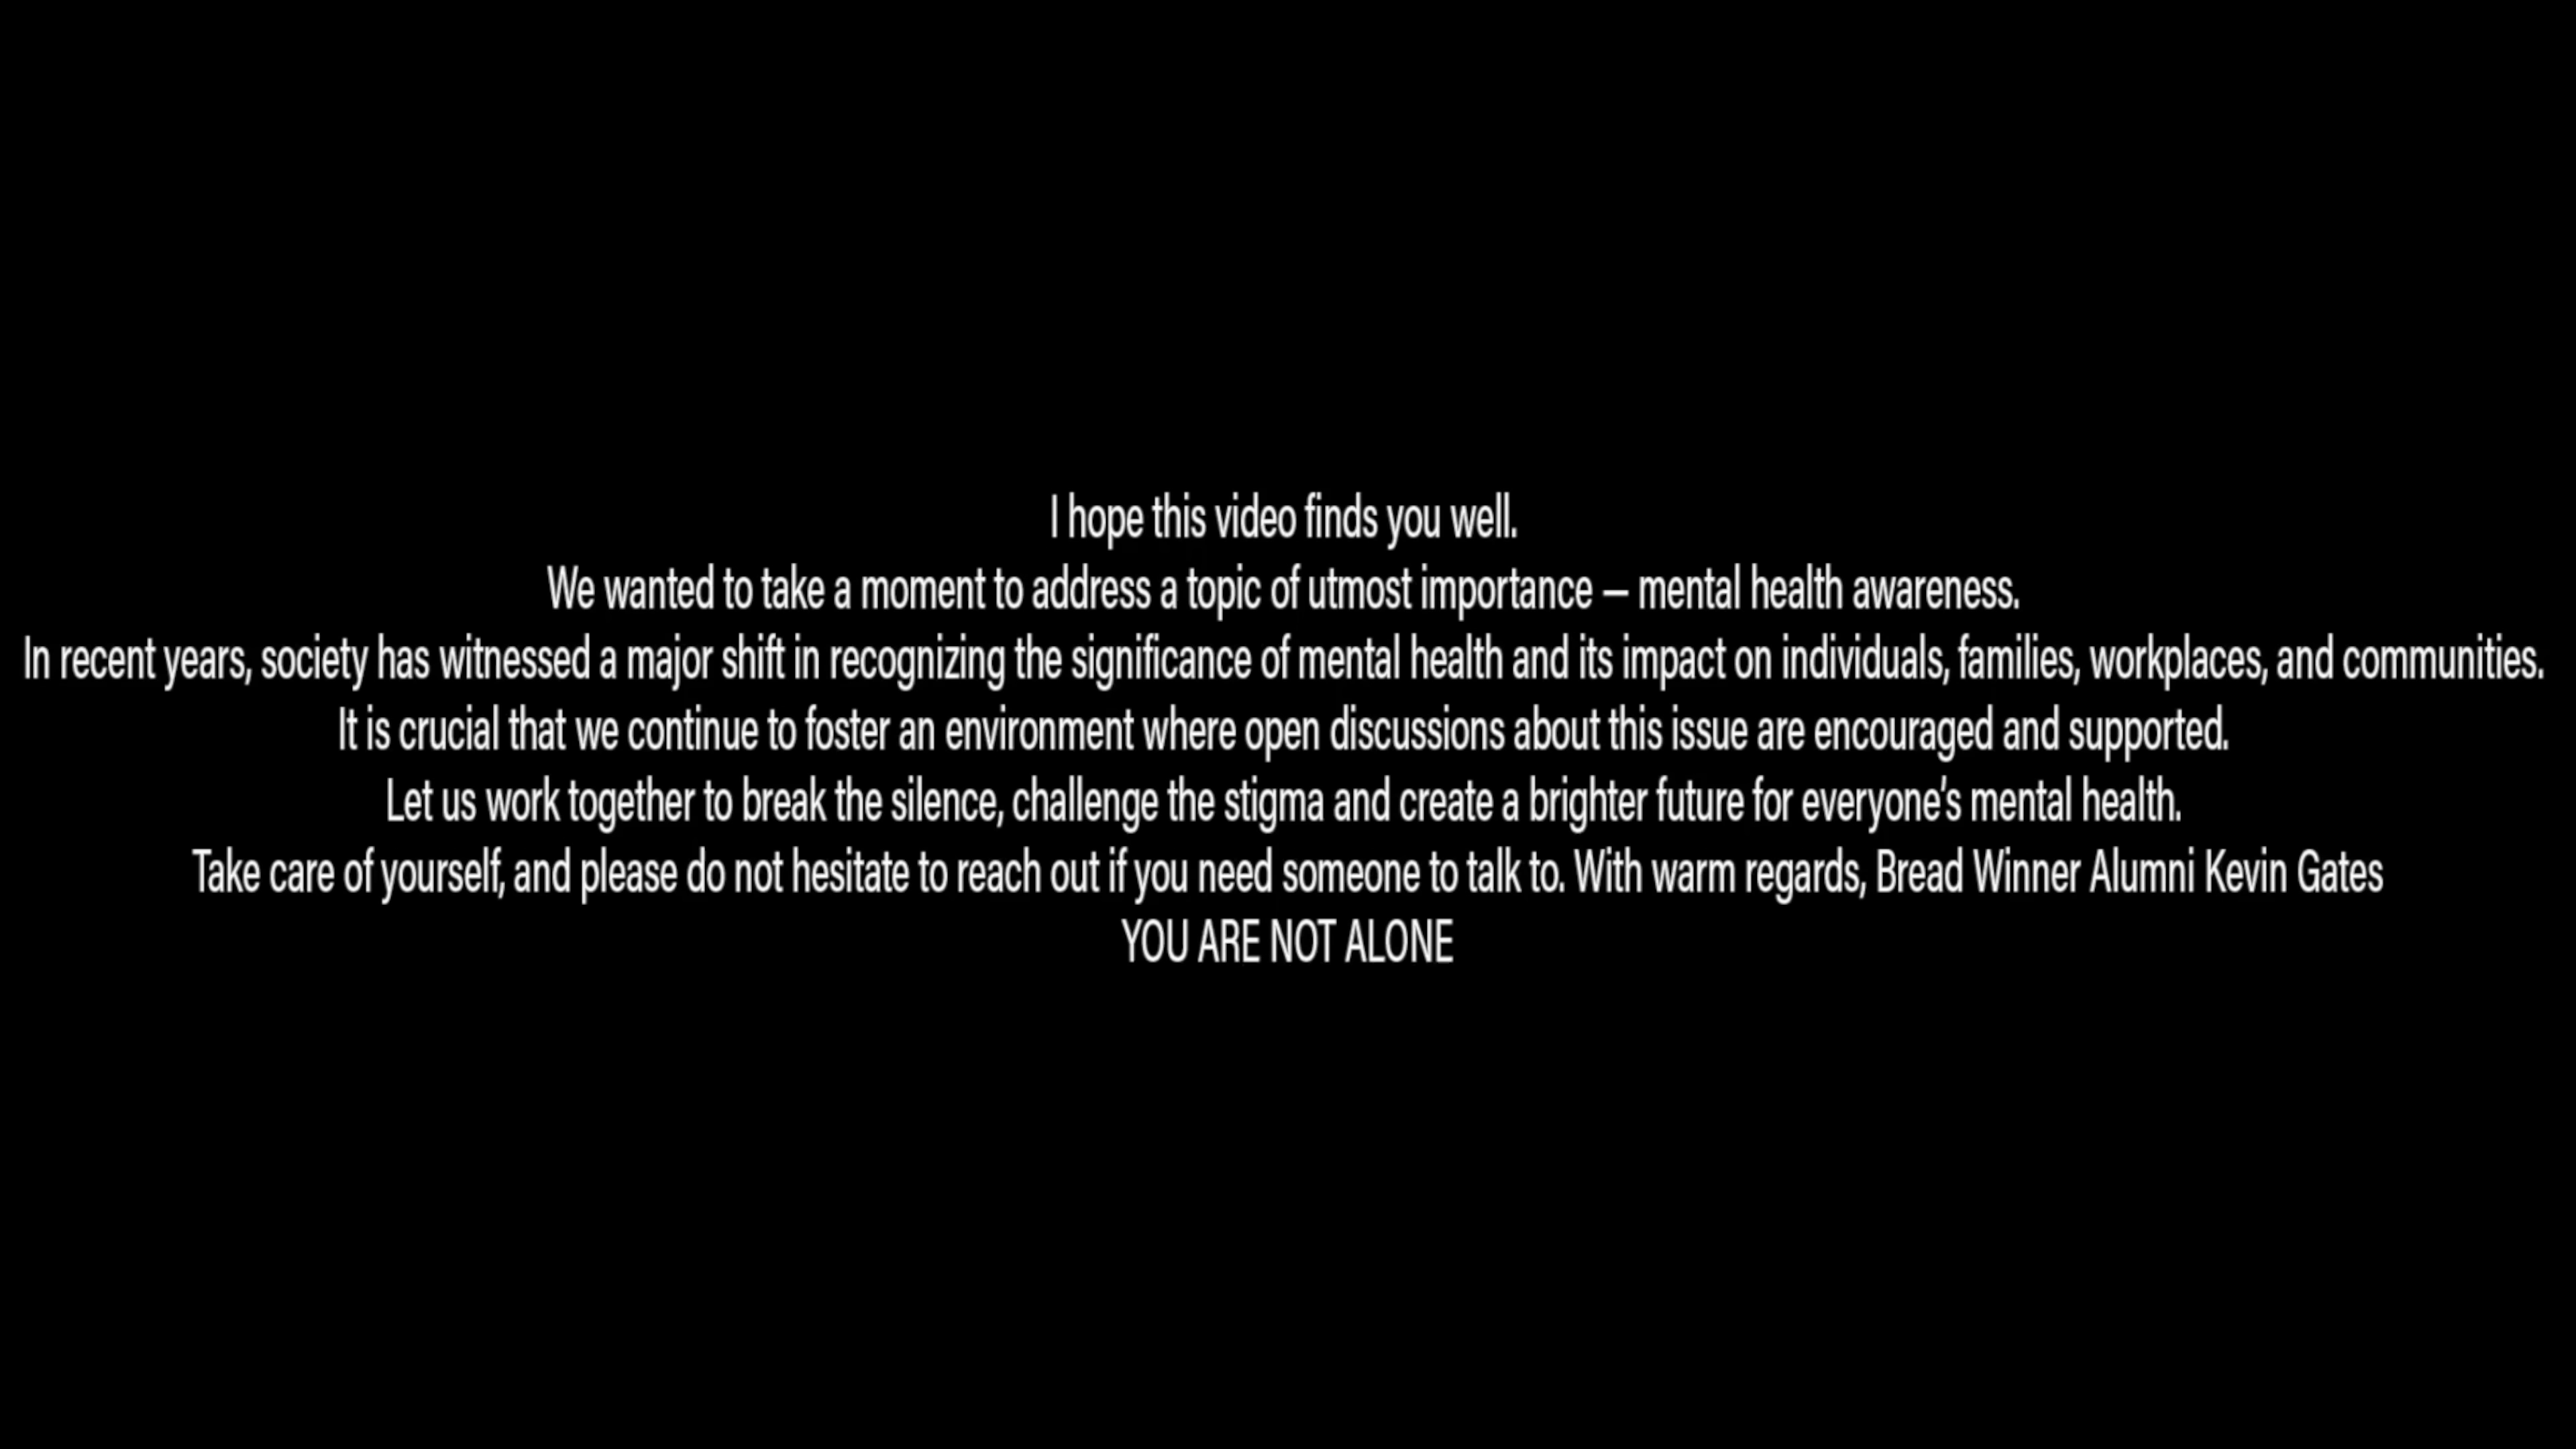 I hope this video finds you well.
We wanted to take a moment to address a topic of utmost importance – mental health awareness.
In recent years, society has witnessed a major shift in recognizing the significance of mental health and its impact on individuals, families, workplaces, and communities.
It is crucial that we continue to foster an environment where open discussions about this issue are encouraged and supported.
Let us work together to break the silence, challenge the stigma and create a brighter future for everyone’s mental health.
Take care of yourself, and please do not hesitate to reach out if you need someone to talk to. With warm regards, Bread Winner Alumni Kevin Gates
YOU ARE NOT ALONE